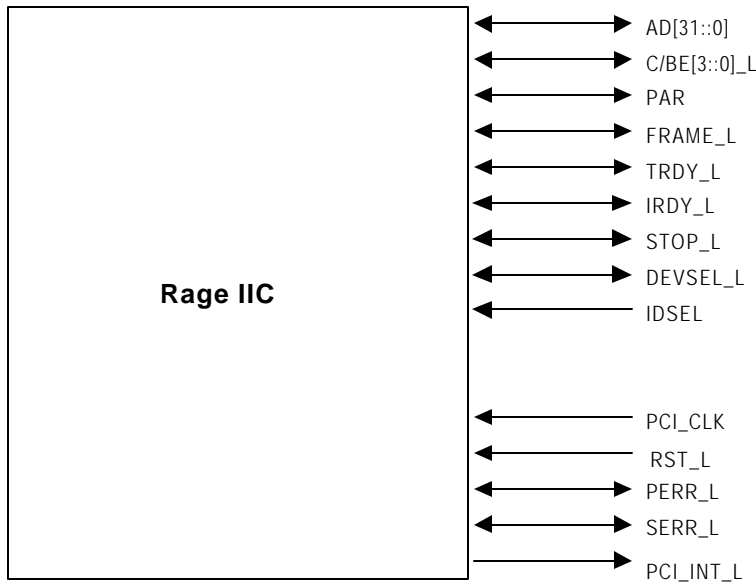 Rage IIC
AD[31::0]
C/BE[3::0]_L
PAR
FRAME_L
TRDY_L
IRDY_L
STOP_L
DEVSEL_L
IDSEL
PCI_CLK
RST_L
PERR_L
SERR_L
PCI_INT_L